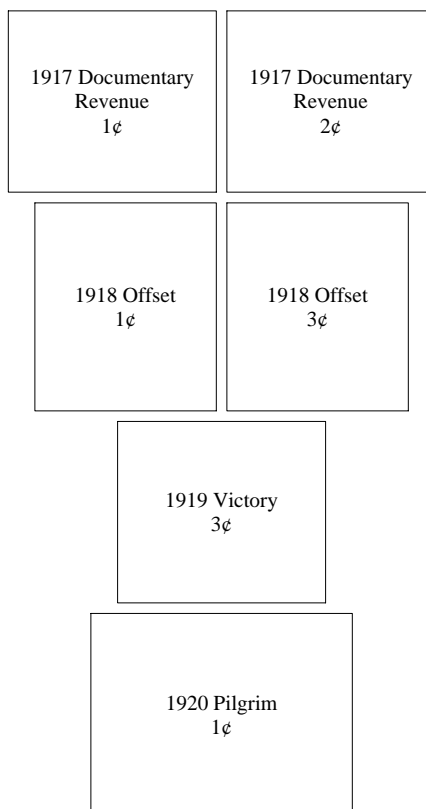 1917 Documentary
Revenue
1¢
1917 Documentary
Revenue
2¢
1918 Offset
1¢
1918 Offset
3¢
1919 Victory
3¢
1920 Pilgrim
1¢